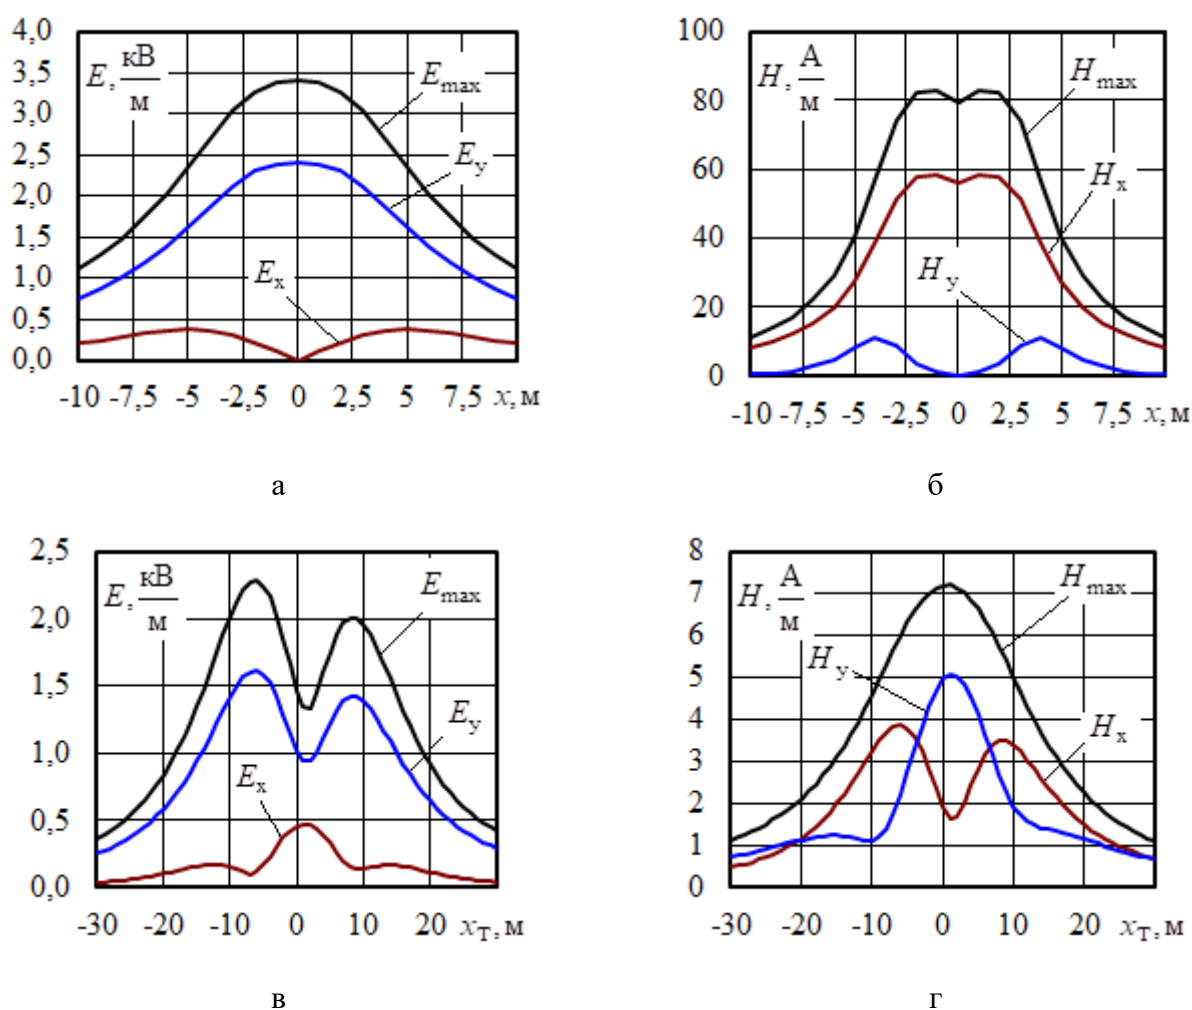 4,0
3,5
3,0
2,5
2,0
1,5
1,0
0,5
0,0
E, кВ
м
Emax
Ey
Ex
-10 -7,5 -5 -2,5 0 2,5 5 7,5 x, м
а
100
80
60
40
20
0
H, А
м
Hmax
Hx
Hy
-10 -7,5 -5 -2,5 0 2,5 5 7,5 x, м
б
2,5
2,0
1,5
1,0
0,5
0,0
E, кВ
м
Emax
Ey
Ex
-30 -20 -10 0 10 20 xТ, м
в
8
7
6
5
4
3
2
1
0
H, А
м
Hmax
Hy
Hx
-30 -20 -10 0 10 20 xТ, м
г